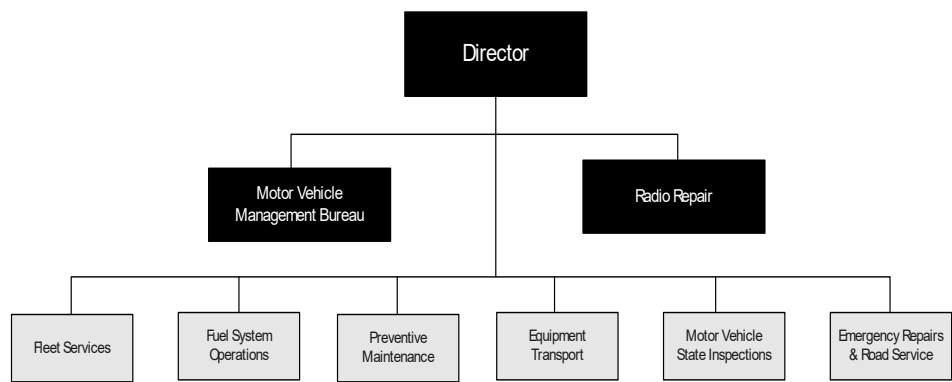 Director
Motor Vehicle
Management Bureau
Radio Repair
Fleet Services
Fuel System
Operations
Preventive
Maintenance
Equipment
Transport
Motor Vehicle
State Inspections
Emergency Repairs
& Road Service